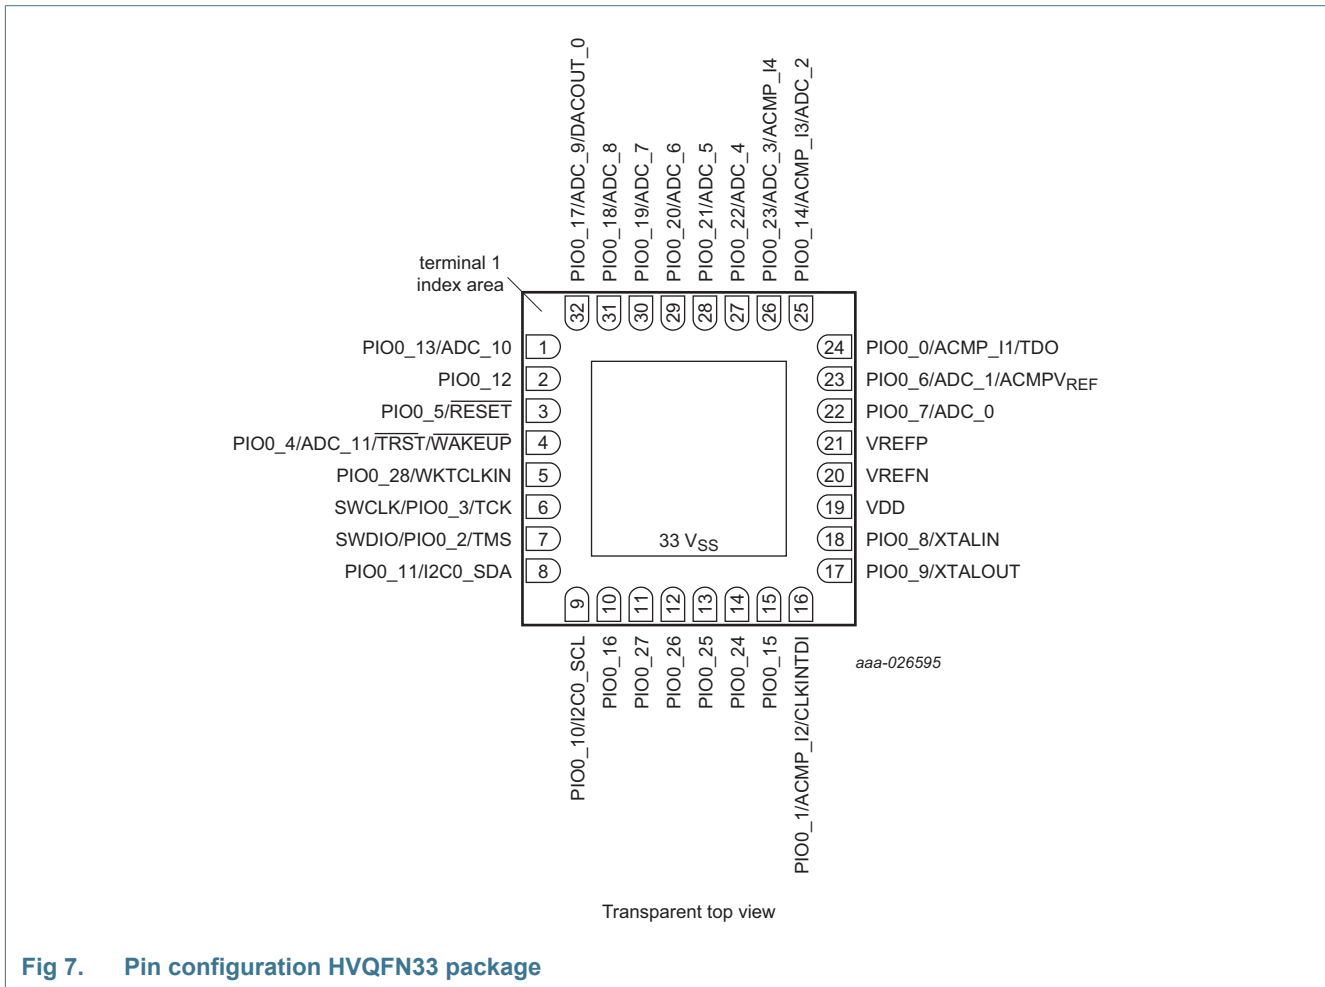 PIO0_17/ADC_9/DACOUT_0
PIO0_18/ADC_8
PIO0_19/ADC_7
PIO0_20/ADC_6
PIO0_21/ADC_5
PIO0_22/ADC_4
PIO0_23/ADC_3/ACMP_I4
PIO0_14/ACMP_I3/ADC_2
terminal 1
index area
32
31
30
29
28
27
26
25
PIO0_13/ADC_10 1
PIO0_12 2
PIO0_5/RESET 3
PIO0_4/ADC_11/TRST/WAKEUP 4
PIO0_28/WKTCLKIN 5
SWCLK/PIO0_3/TCK 6
SWDIO/PIO0_2/TMS 7
PIO0_11/I2C0_SDA 8
24 PIO0_0/ACMP_I1/TDO
23 PIO0_6/ADC_1/ACMPVREF
22 PIO0_7/ADC_0
21 VREFP
20 VREFN
19 VDD
18 PIO0_8/XTALIN
17 PIO0_9/XTALOUT
33 VSS
9
10
11
12
13
14
15
16
PIO0_10/I2C0_SCL
PIO0_16
PIO0_27
PIO0_26
PIO0_25
PIO0_24
PIO0_15
PIO0_1/ACMP_I2/CLKINTDI
aaa-026595
Transparent top view
Fig 7. Pin configuration HVQFN33 package